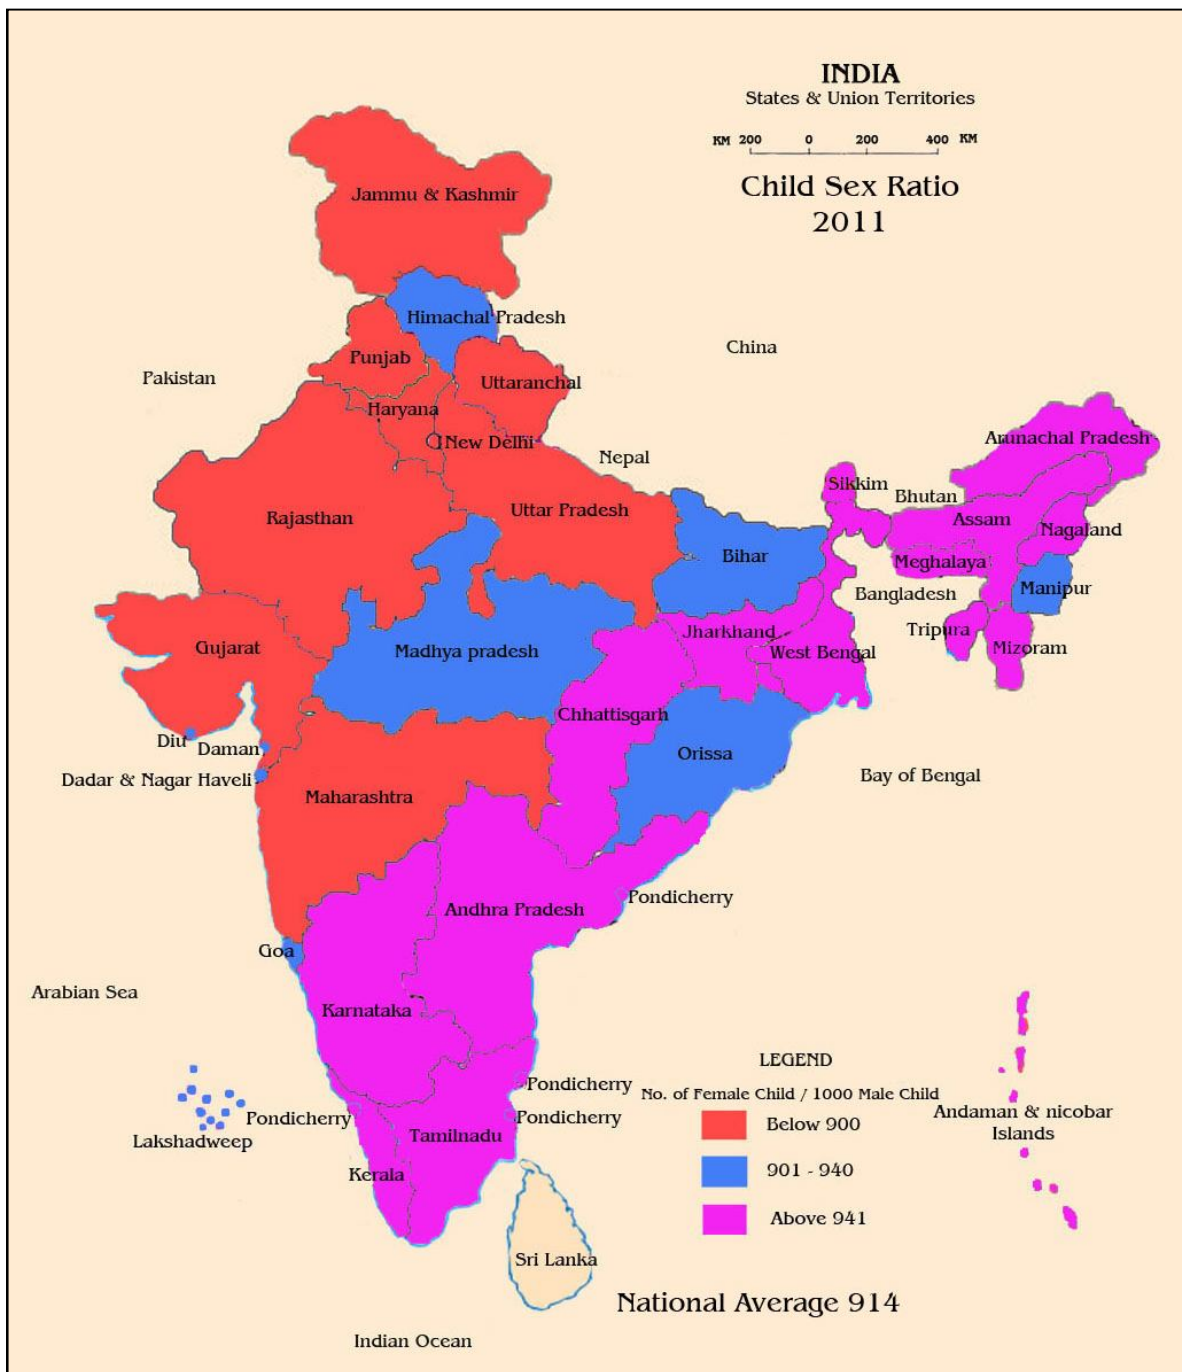 INDIA
States & Union Territories
KM 200 0 200 400 KM
Child Sex Ratio
2011
Jammu & Kashmir
Himachal Pradesh
China
Punjab
Pakistan
Uttaranchal
Haryana
New Delhi
Arunachal Pradesh
Nepal
Sikkim
Bhutan
Rajasthan
Uttar Pradesh
Assam
Nagaland
Bihar
Meghalaya
Manipur
Bangladesh
Jharkhand
Tripura
Gujarat
Madhya pradesh
West Bengal
Mizoram
Chhattisgarh
Diu
Daman
Orissa
Dadar & Nagar Haveli
Bay of Bengal
Maharashtra
Andhra Pradesh
Pondicherry
Goa
Arabian Sea
Karnataka
LEGEND
No. of Female Child / 1000 Male Child
Pondicherry
Pondicherry
Pondicherry
Below 900
Andaman & nicobar
Islands
Lakshadweep
Tamilnadu
Kerala
901 - 940
Above 941
Sri Lanka
National Average 914
Indian Ocean